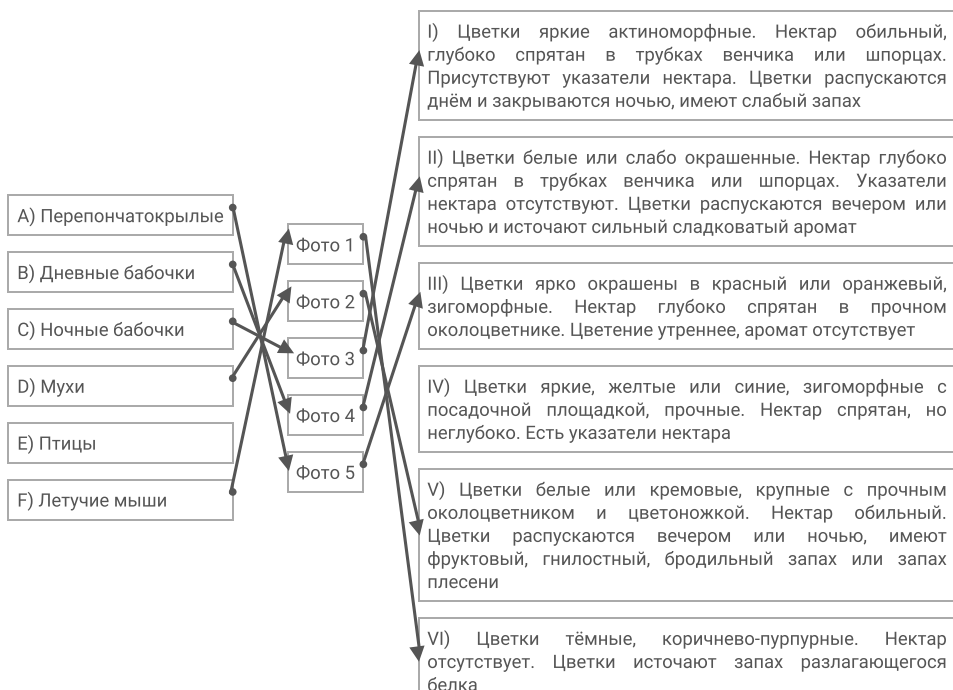 A) Перепончатокрылые
B) Дневные бабочки
C) Ночные бабочки
D) Мухи
E) Птицы
F) Летучие мыши
Фото 1
Фото 2
Фото 3
Фото 4
Фото 5
I) Цветки яркие актиноморфные. Нектар обильный,
глубоко спрятан в трубках венчика или шпорцах.
Присутствуют указатели нектара. Цветки распускаются
днём и закрываются ночью, имеют слабый запах
II) Цветки белые или слабо окрашенные. Нектар глубоко
спрятан в трубках венчика или шпорцах. Указатели
нектара отсутствуют. Цветки распускаются вечером или
ночью и источают сильный сладковатый аромат
III) Цветки ярко окрашены в красный или оранжевый,
зигоморфные. Нектар глубоко спрятан в прочном
околоцветнике. Цветение утреннее, аромат отсутствует
IV) Цветки яркие, желтые или синие, зигоморфные с
посадочной площадкой, прочные. Нектар спрятан, но
неглубоко. Есть указатели нектара
V) Цветки белые или кремовые, крупные с прочным
околоцветником и цветоножкой. Нектар обильный.
Цветки распускаются вечером или ночью, имеют
фруктовый, гнилостный, бродильный запах или запах
плесени
VI) Цветки тёмные, коричнево-пурпурные. Нектар
отсутствует. Цветки источают запах разлагающегося
белка